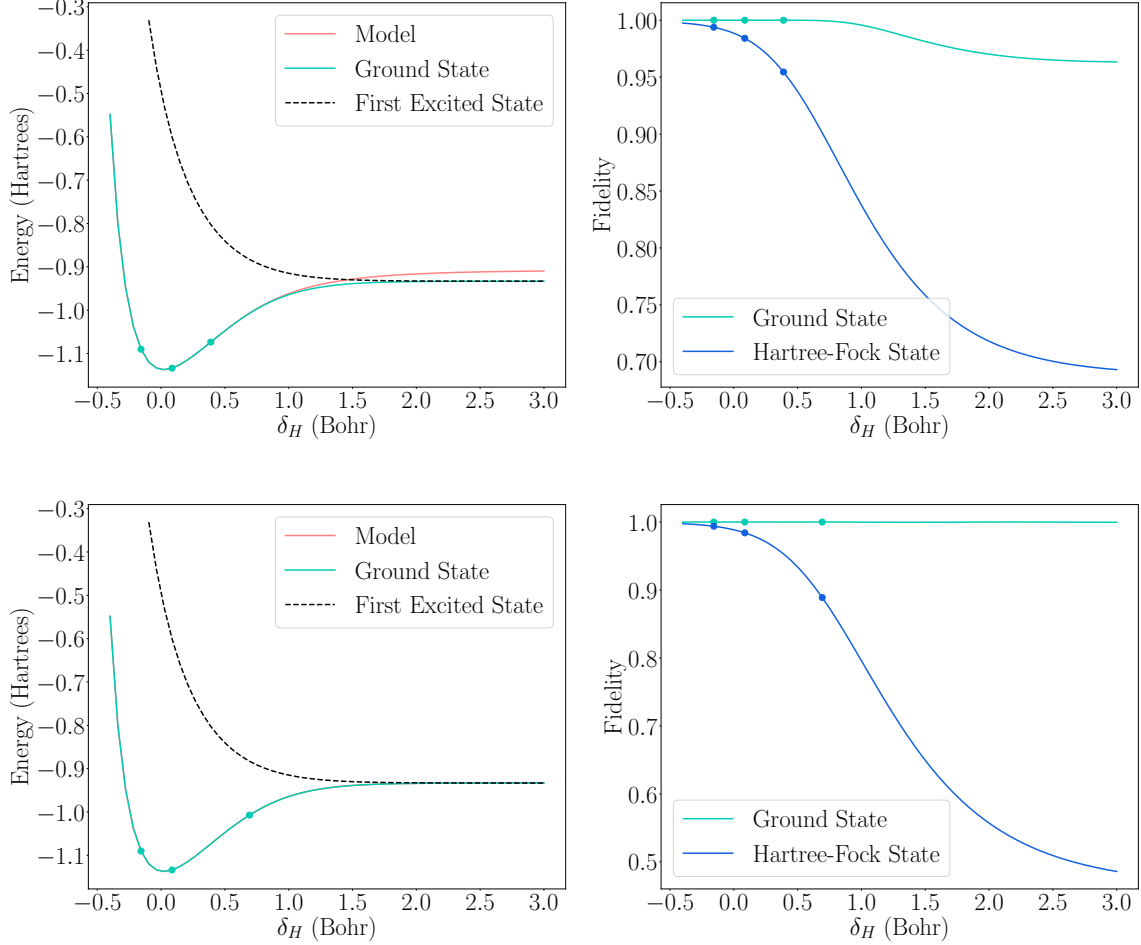 −0.3
−0.4
−0.5
−0.6
−0.7
−0.8
−0.9
−1.0
−1.1
Energy (Hartrees)
Model
Ground State
First Excited State
−0.5 0.0 0.5 1.0 1.5 2.0 2.5 3.0
δ_H (Bohr)
1.00
0.95
0.90
0.85
0.80
0.75
0.70
Fidelity
Ground State
Hartree-Fock State
−0.5 0.0 0.5 1.0 1.5 2.0 2.5 3.0
δ_H (Bohr)
−0.3
−0.4
−0.5
−0.6
−0.7
−0.8
−0.9
−1.0
−1.1
Energy (Hartrees)
Model
Ground State
First Excited State
−0.5 0.0 0.5 1.0 1.5 2.0 2.5 3.0
δ_H (Bohr)
1.0
0.9
0.8
0.7
0.6
0.5
Fidelity
Ground State
Hartree-Fock State
−0.5 0.0 0.5 1.0 1.5 2.0 2.5 3.0
δ_H (Bohr)